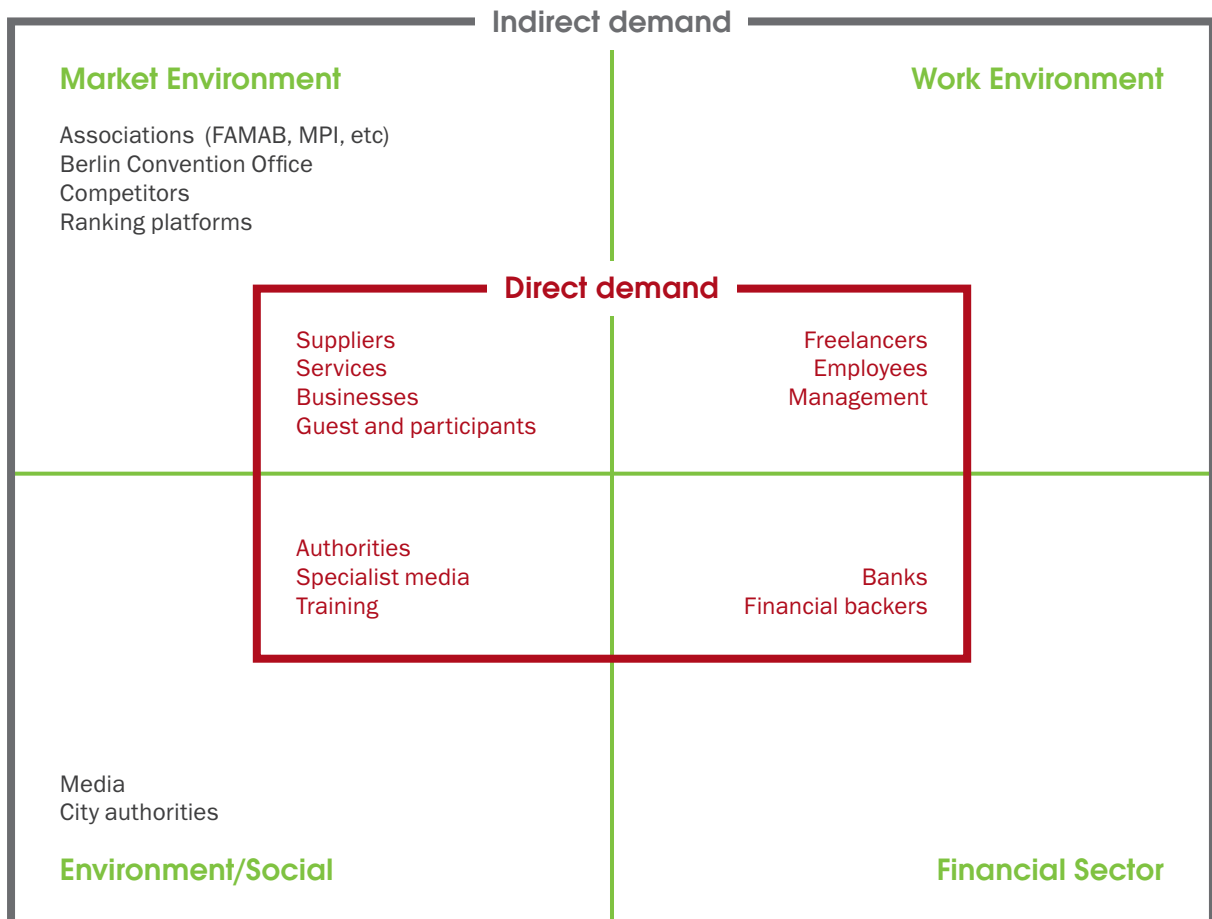 Indirect demand
Market Environment
Work Environment
Associations (FAMAB, MPI, etc)
Berlin Convention Office
Competitors
Ranking platforms
Direct demand
Suppliers
Services
Businesses
Guest and participants
Freelancers
Employees
Management
Authorities
Specialist media
Training
Banks
Financial backers
Media
City authorities
Environment/Social
Financial Sector